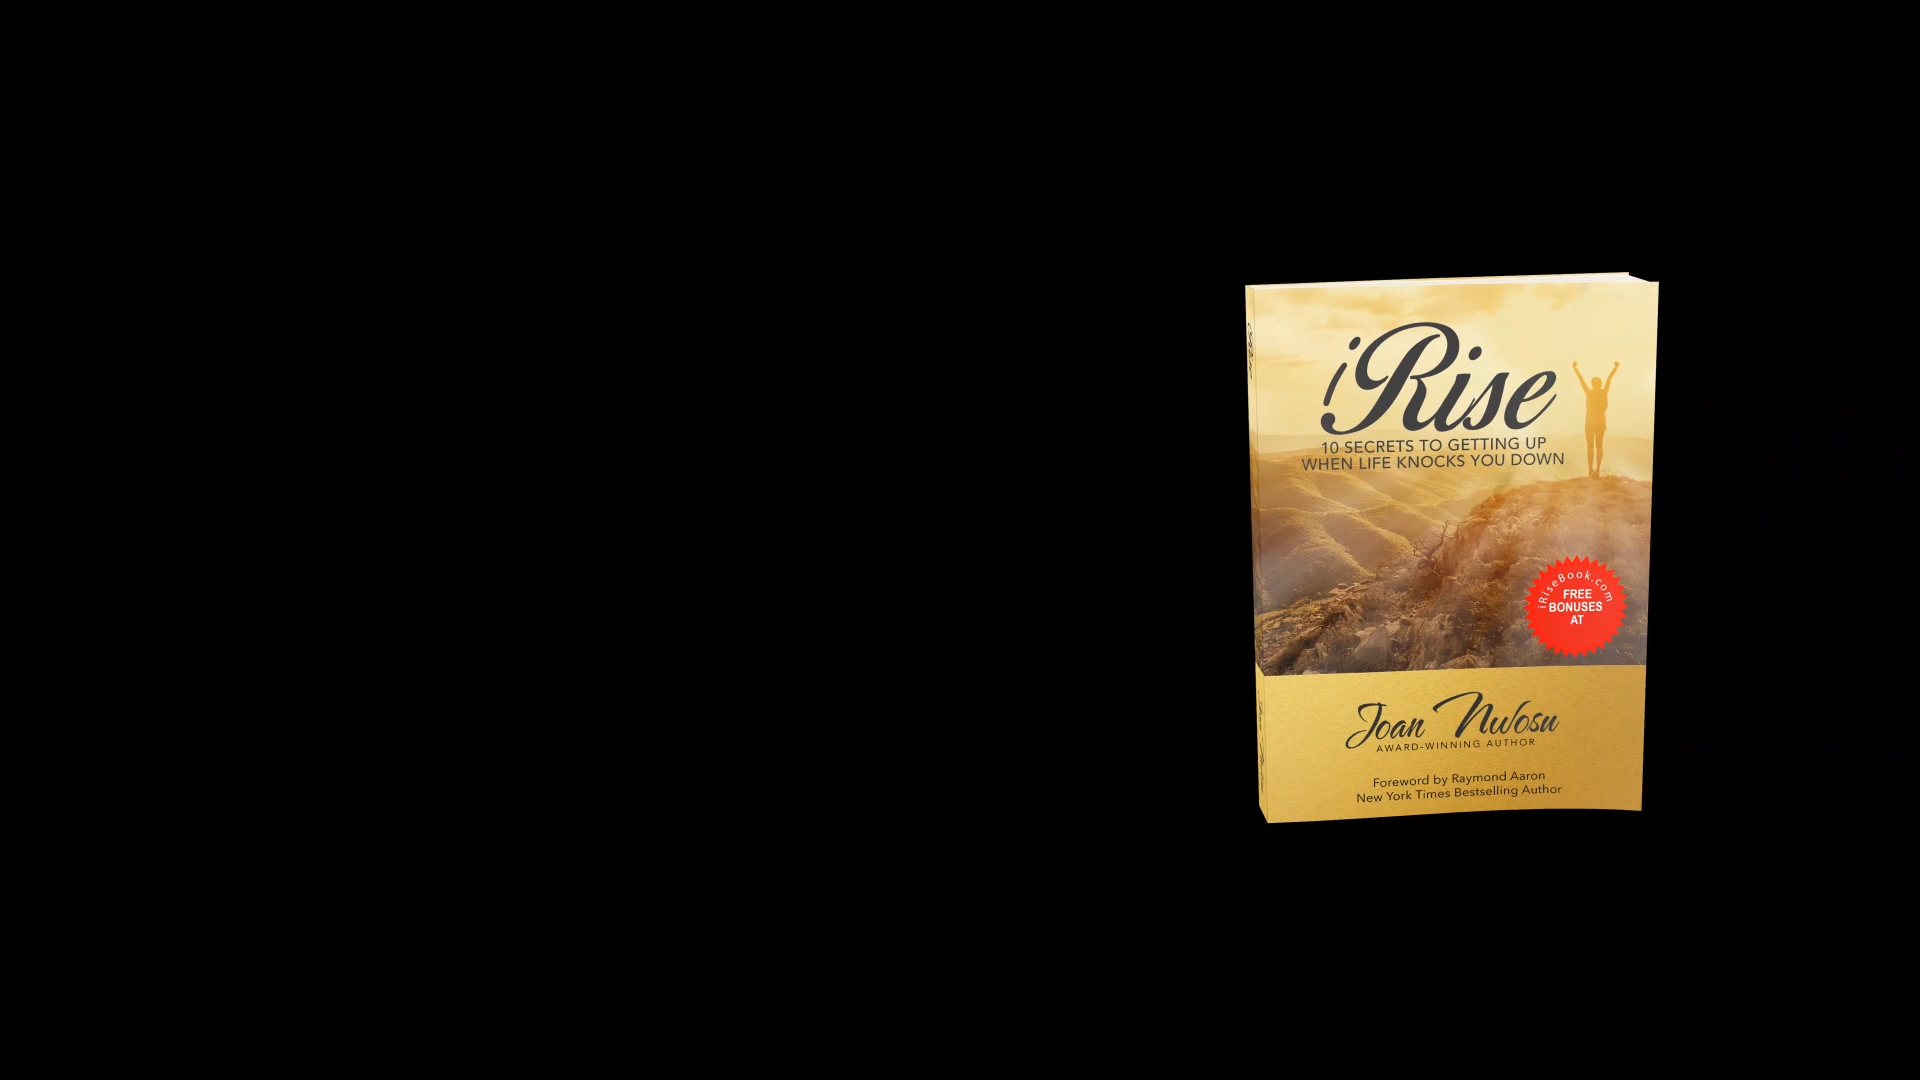 iRise
10 SECRETS TO GETTING UP
WHEN LIFE KNOCKS YOU DOWN
iRiseBook.com
FREE
BONUSES
AT
Joan Nwosu
AWARD-WINNING AUTHOR
Foreword by Raymond Aaron
New York Times Bestselling Author